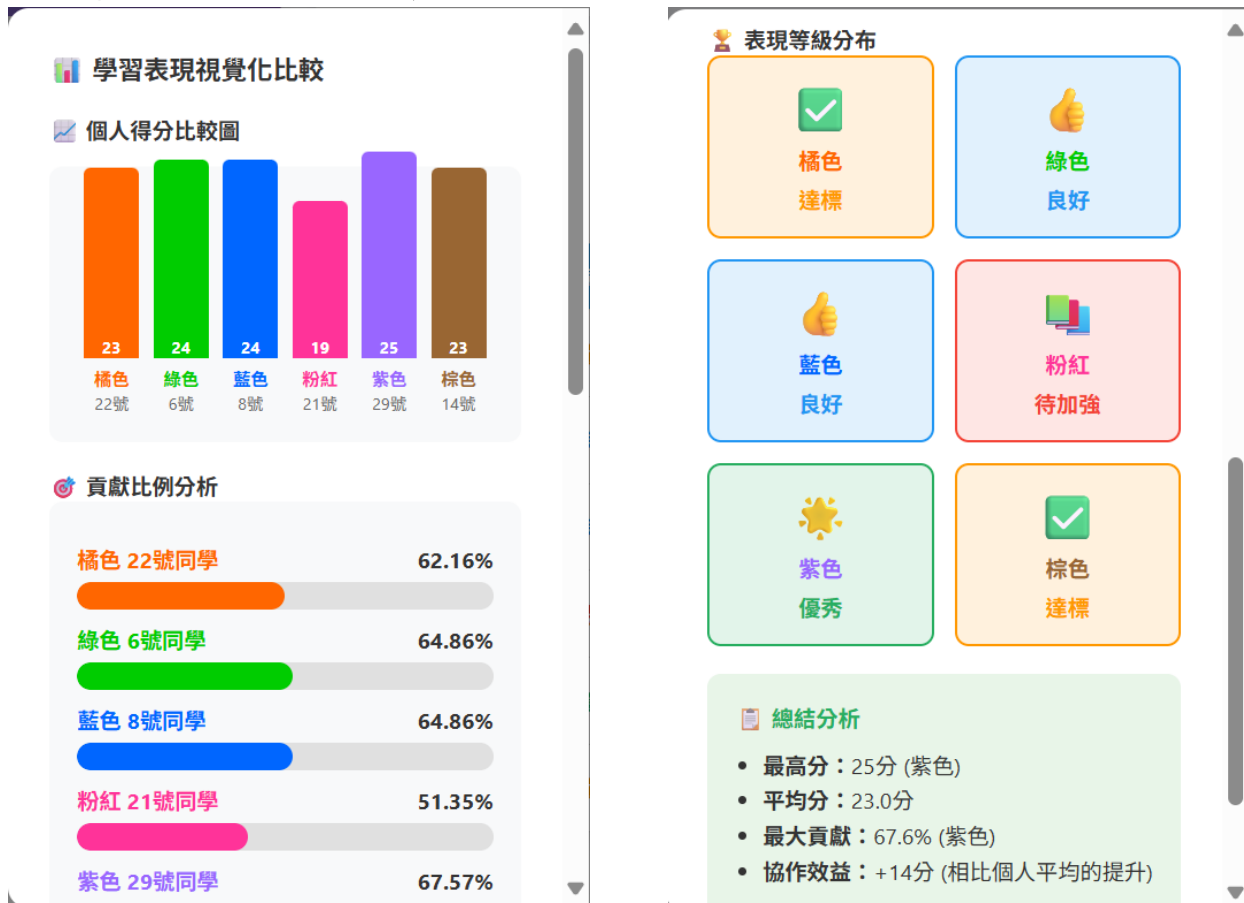 學習表現視覺化比較
個人得分比較圖
23 24 24 19 25 23
橘色 綠色 藍色 粉紅 紫色 棕色
22號 6號 8號 21號 29號 14號
貢獻比例分析
橘色 22號同學 62.16%
綠色 6號同學 64.86%
藍色 8號同學 64.86%
粉紅 21號同學 51.35%
紫色 29號同學 67.57%
表現等級分布
橘色
達標
綠色
良好
藍色
良好
粉紅
待加強
紫色
優秀
棕色
達標
總結分析
最高分：25分 (紫色)
平均分：23.0分
最大貢獻：67.6% (紫色)
協作效益：+14分 (相比個人平均的提升)